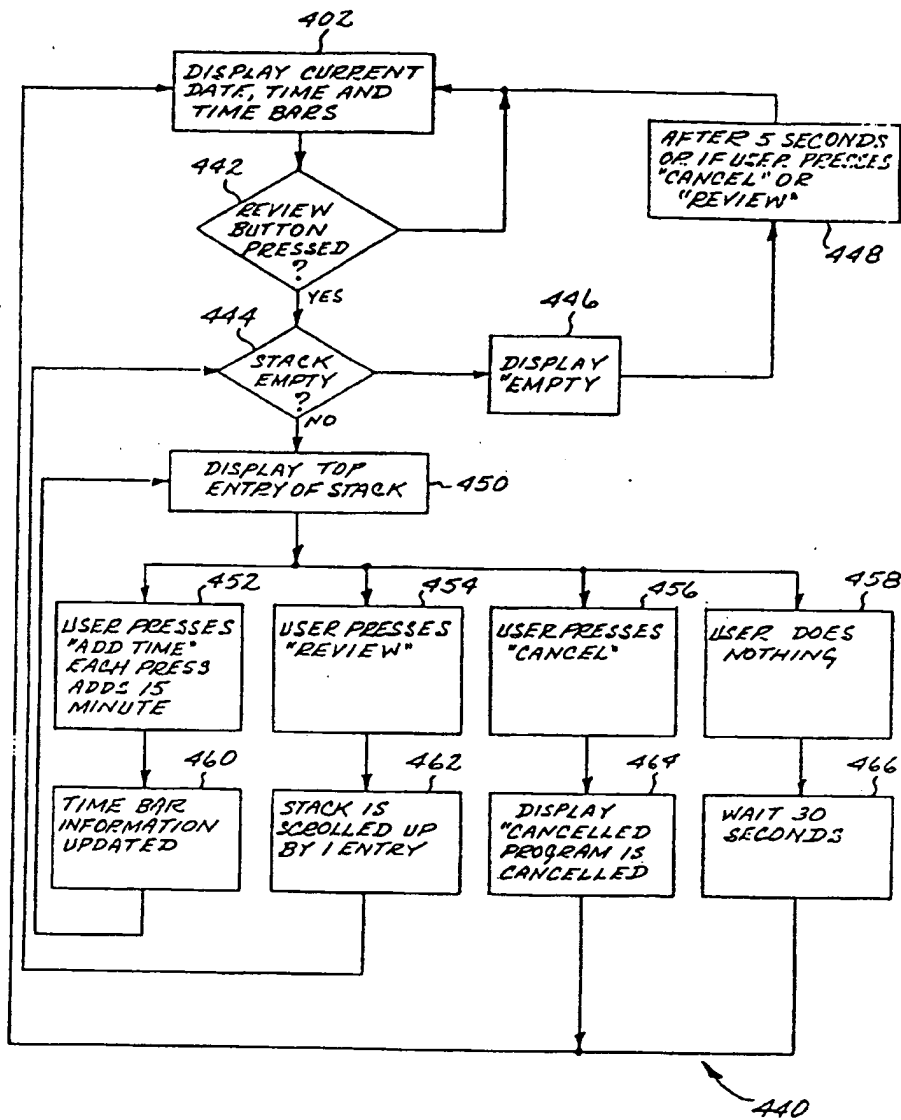 402
DISPLAY CURRENT
DATE, TIME AND
TIME BARS
442
REVIEW
BUTTON
PRESSED
?
YES
AFTER 5 SECONDS
OR IF USER PRESSES
"CANCEL" OR
"REVIEW"
448
444
STACK
EMPTY
?
NO
446
DISPLAY
"EMPTY
DISPLAY TOP
ENTRY OF STACK
450
452
USER PRESSES
"ADD TIME"
EACH PRESS
ADDS 15
MINUTE
454
USER PRESSES
"REVIEW"
456
USER PRESSES
"CANCEL"
458
USER DOES
NOTHING
460
TIME BAR
INFORMATION
UPDATED
462
STACK IS
SCROLLED UP
BY 1 ENTRY
464
DISPLAY
"CANCELLED
PROGRAM IS
CANCELLED
466
WAIT 30
SECONDS
440